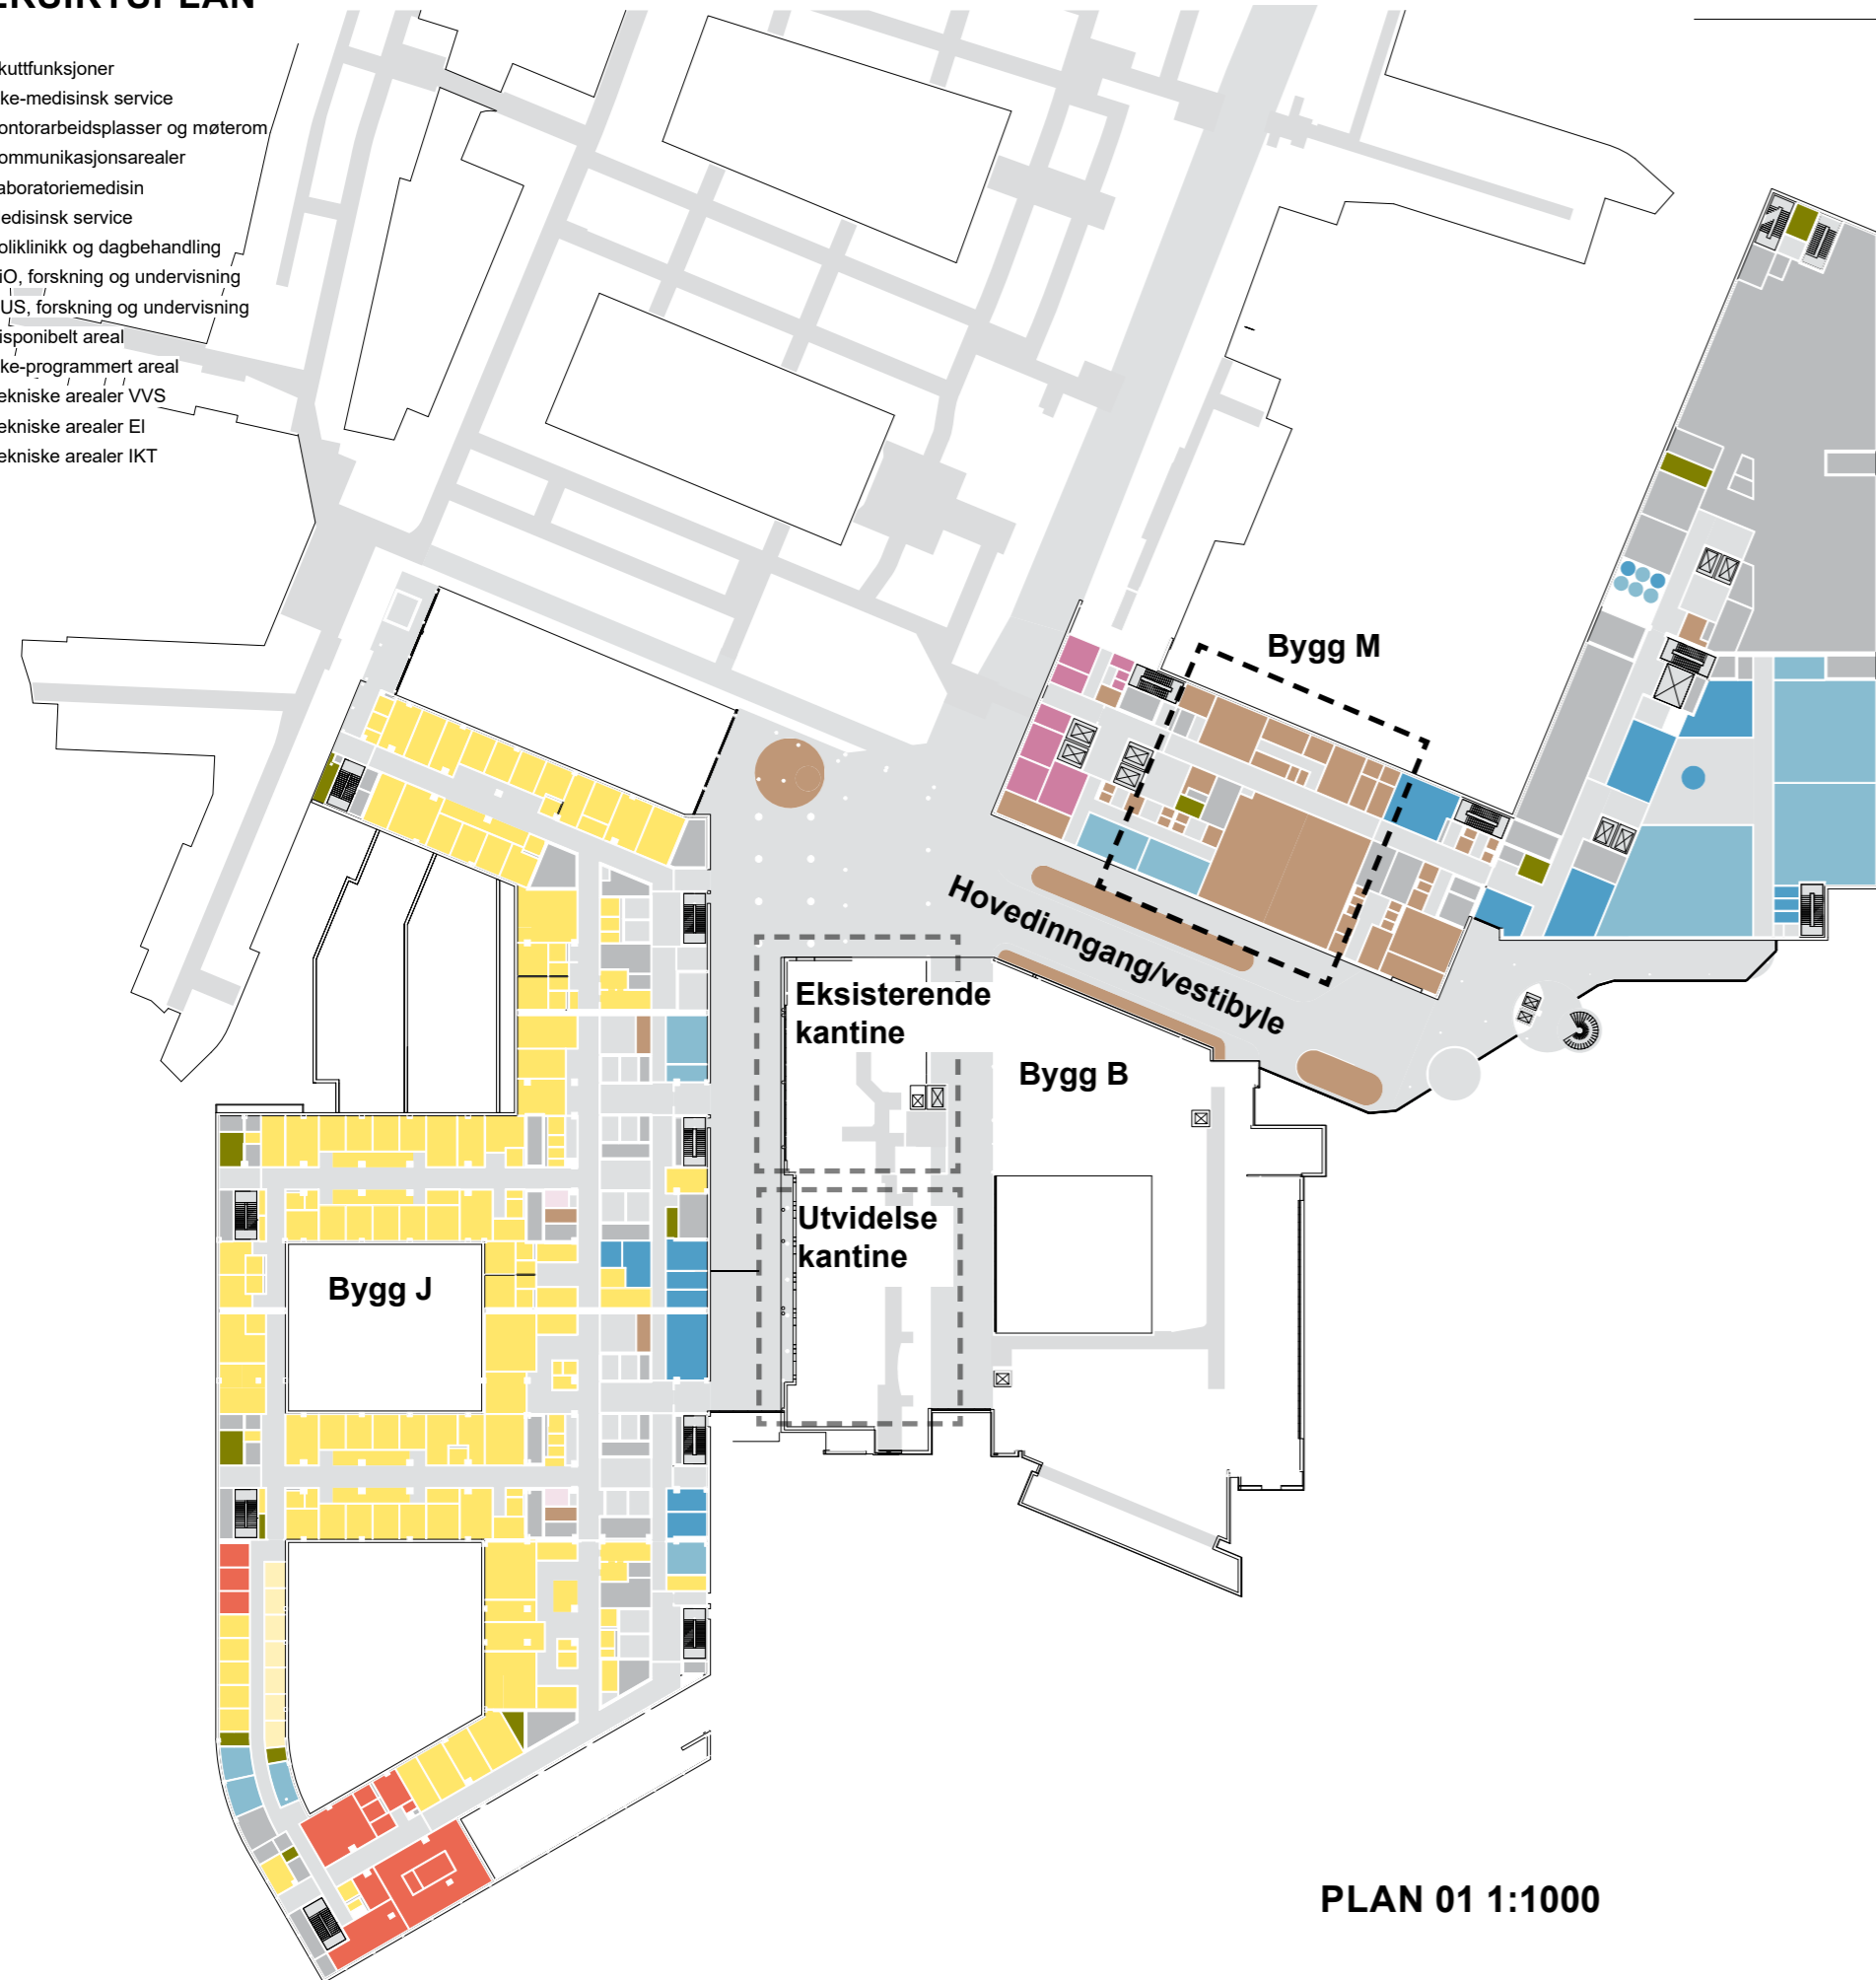 ERSIKTSPLAN
kuttfunksjoner
ke-medisinsk service
ontorarbeidsplasser og møterom
ommunikasjonsarealer
aboratoriemedisin
edisinsk service
oliklinikk og dagbehandling
iO, forskning og undervisning
US, forskning og undervisning
isponibelt areal
ke-programmert areal
ekniske arealer VVS
ekniske arealer El
ekniske arealer IKT
Bygg M
Hovedinngang/vestibyle
Eksisterende
kantine
Bygg B
Utvidelse
kantine
Bygg J
PLAN 01 1:1000